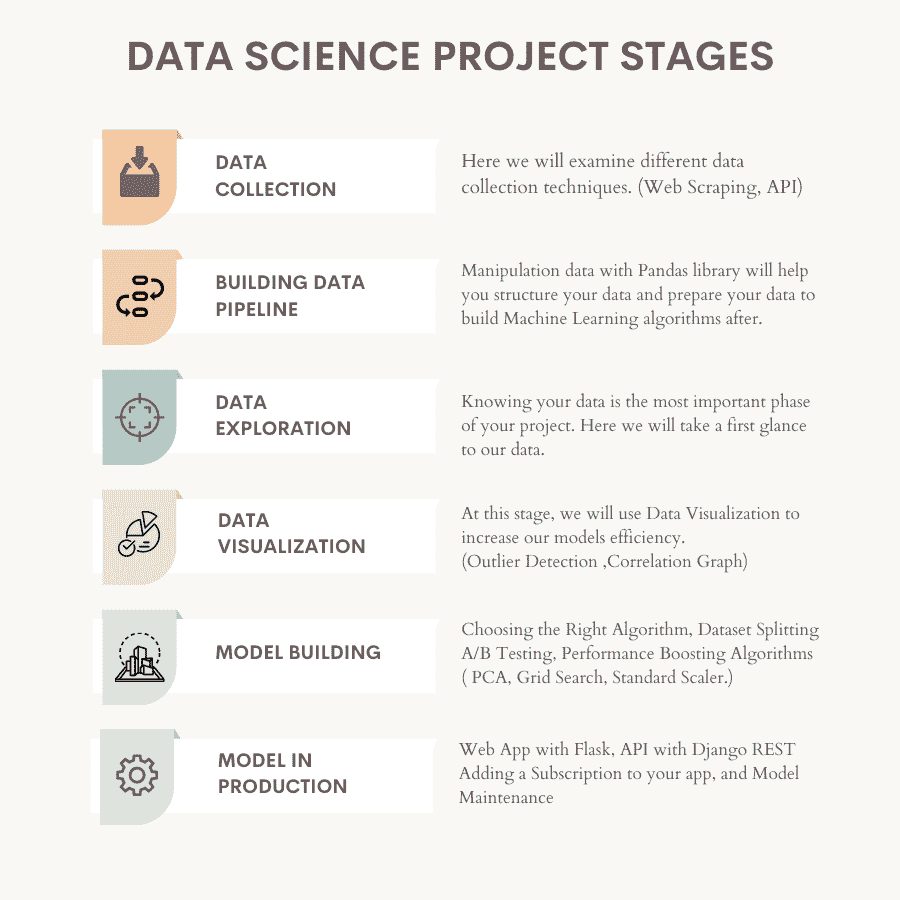 DATA SCIENCE PROJECT STAGES
DATA
COLLECTION
Here we will examine different data
collection techniques. (Web Scraping, API)
BUILDING DATA
PIPELINE
Manipulation data with Pandas library will help
you structure your data and prepare your data to
build Machine Learning algorithms after.
DATA
EXPLORATION
Knowing your data is the most important phase
of your project. Here we will take a first glance
to our data.
DATA
VISUALIZATION
At this stage, we will use Data Visualization to
increase our models efficiency.
(Outlier Detection ,Correlation Graph)
MODEL BUILDING
Choosing the Right Algorithm, Dataset Splitting
A/B Testing, Performance Boosting Algorithms
( PCA, Grid Search, Standard Scaler.)
MODEL IN
PRODUCTION
Web App with Flask, API with Django REST
Adding a Subscription to your app, and Model
Maintenance